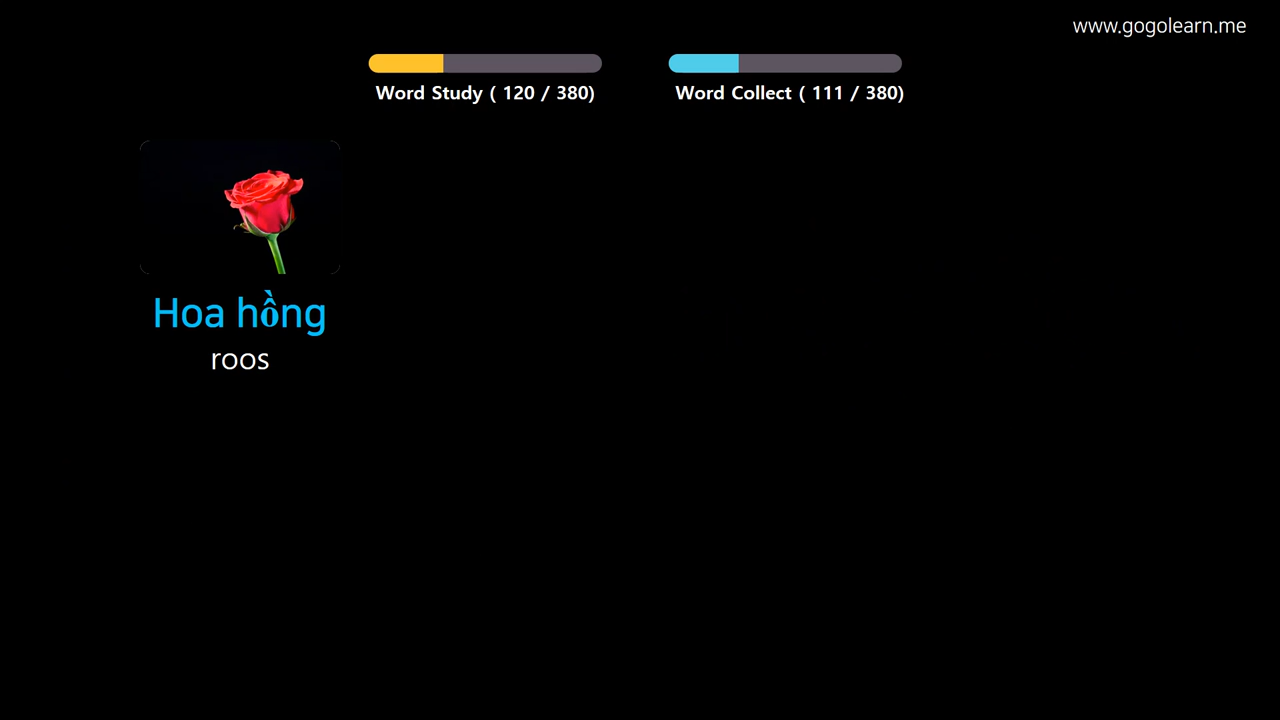 www.gogolearn.me
Word Study ( 120 / 380)
Word Collect ( 111 / 380)
Hoa hồng
roos